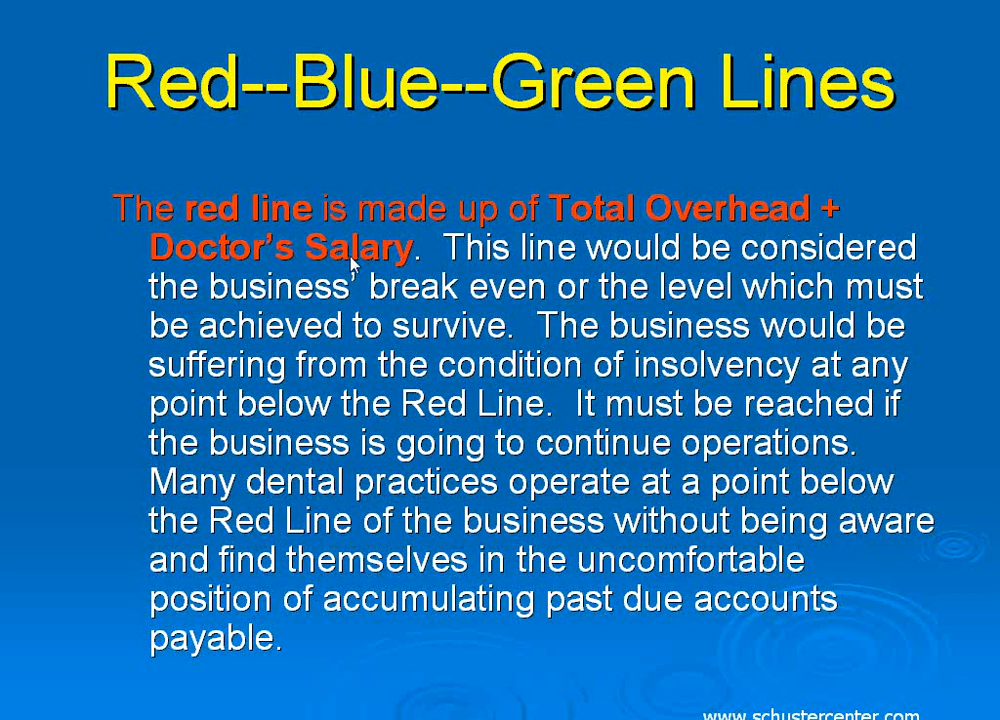 Red--Blue--Green Lines
The red line is made up of Total Overhead +
Doctor’s Salary.  This line would be considered
the business’ break even or the level which must
be achieved to survive.  The business would be
suffering from the condition of insolvency at any
point below the Red Line.  It must be reached if
the business is going to continue operations.
Many dental practices operate at a point below
the Red Line of the business without being aware
and find themselves in the uncomfortable
position of accumulating past due accounts
payable.
www.schustercenter.com